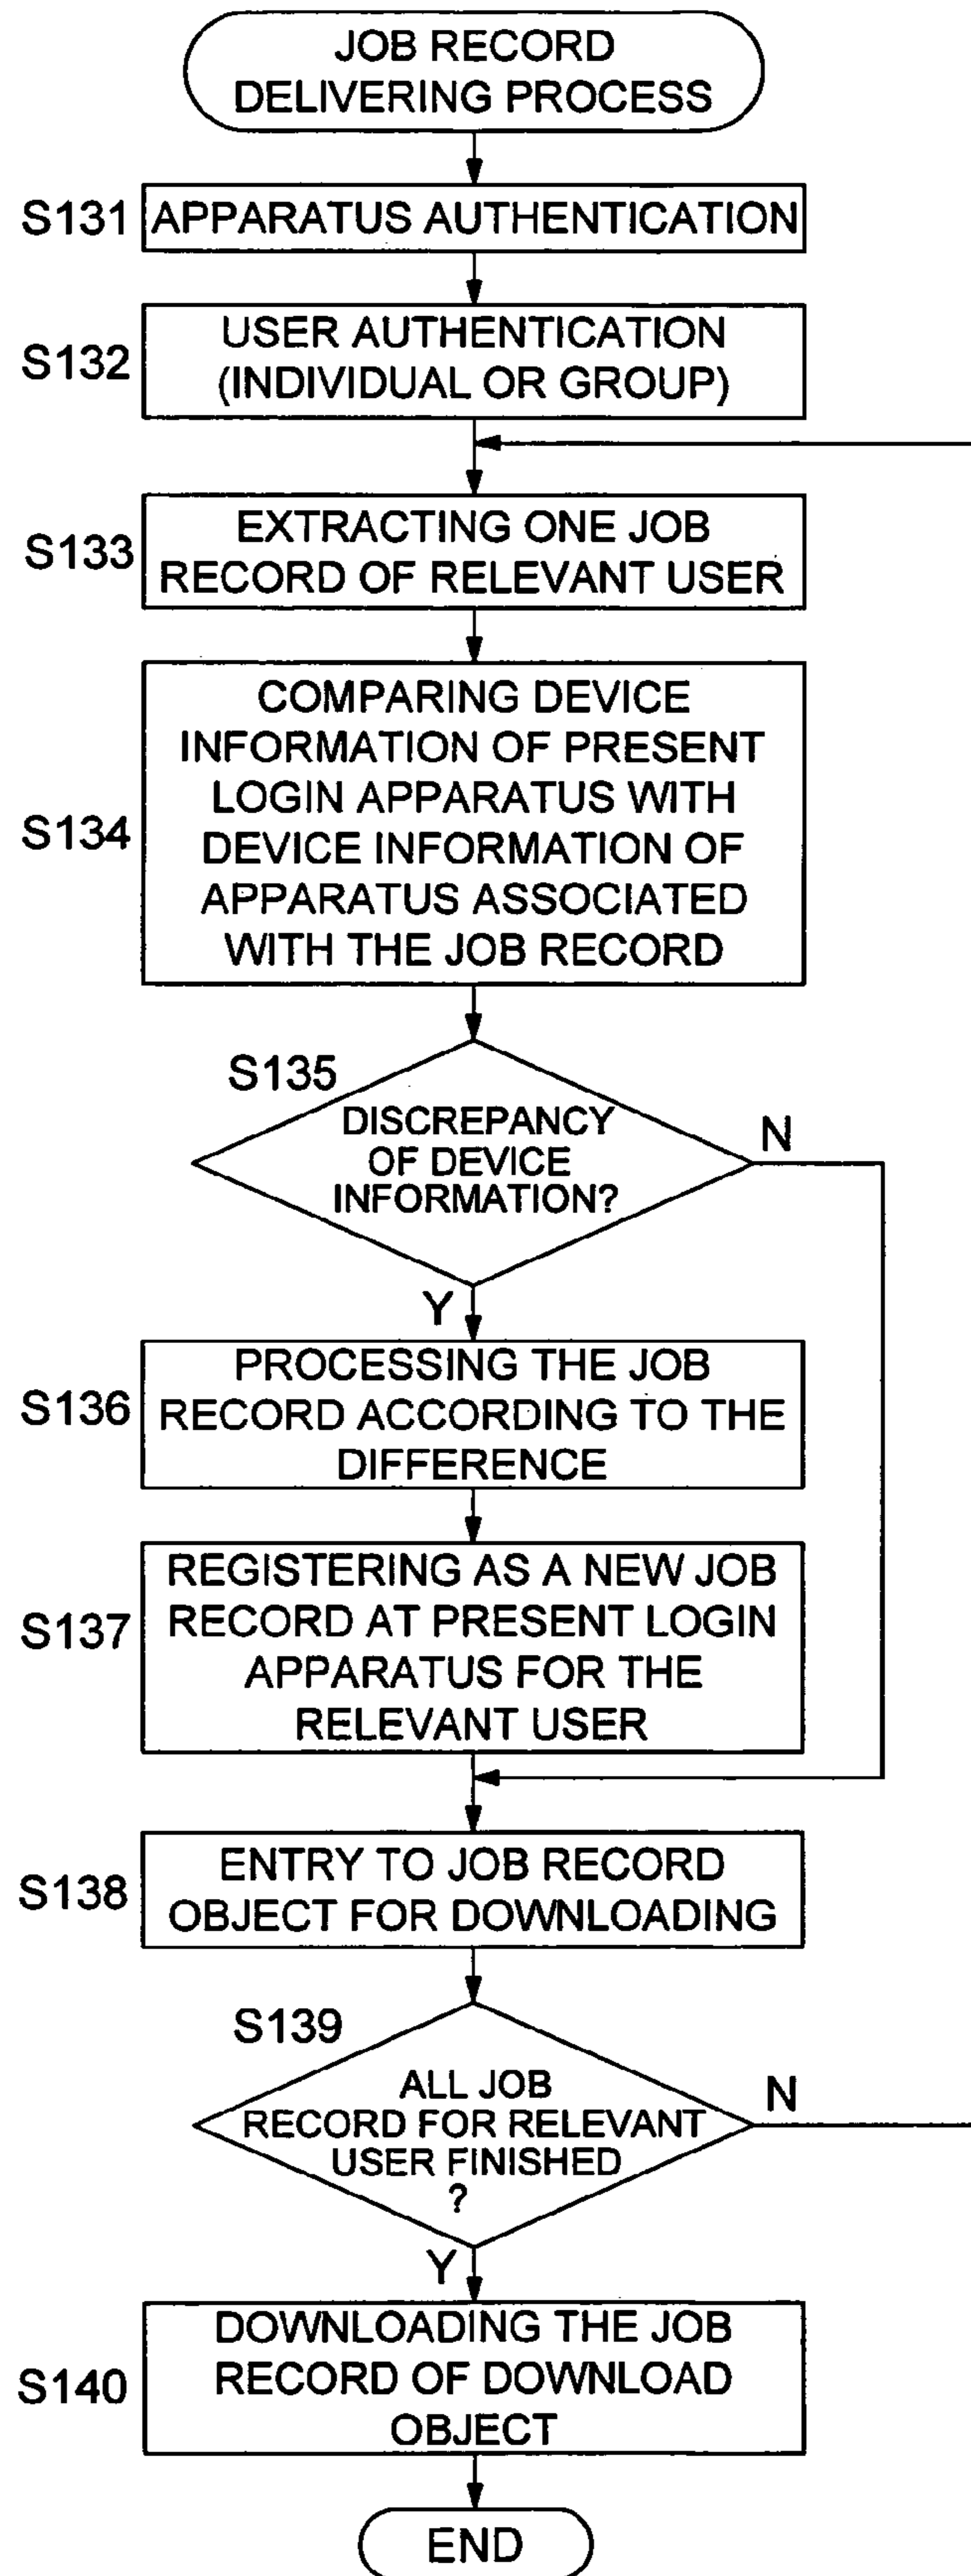 JOB RECORD
DELIVERING PROCESS
S131
APPARATUS AUTHENTICATION
S132
USER AUTHENTICATION
(INDIVIDUAL OR GROUP)
S133
EXTRACTING ONE JOB
RECORD OF RELEVANT USER
S134
COMPARING DEVICE
INFORMATION OF PRESENT
LOGIN APPARATUS WITH
DEVICE INFORMATION OF
APPARATUS ASSOCIATED
WITH THE JOB RECORD
S135
DISCREPANCY
OF DEVICE
INFORMATION?
N
Y
S136
PROCESSING THE JOB
RECORD ACCORDING TO THE
DIFFERENCE
S137
REGISTERING AS A NEW JOB
RECORD AT PRESENT LOGIN
APPARATUS FOR THE
RELEVANT USER
S138
ENTRY TO JOB RECORD
OBJECT FOR DOWNLOADING
S139
ALL JOB
RECORD FOR RELEVANT
USER FINISHED
?
N
Y
S140
DOWNLOADING THE JOB
RECORD OF DOWNLOAD
OBJECT
END